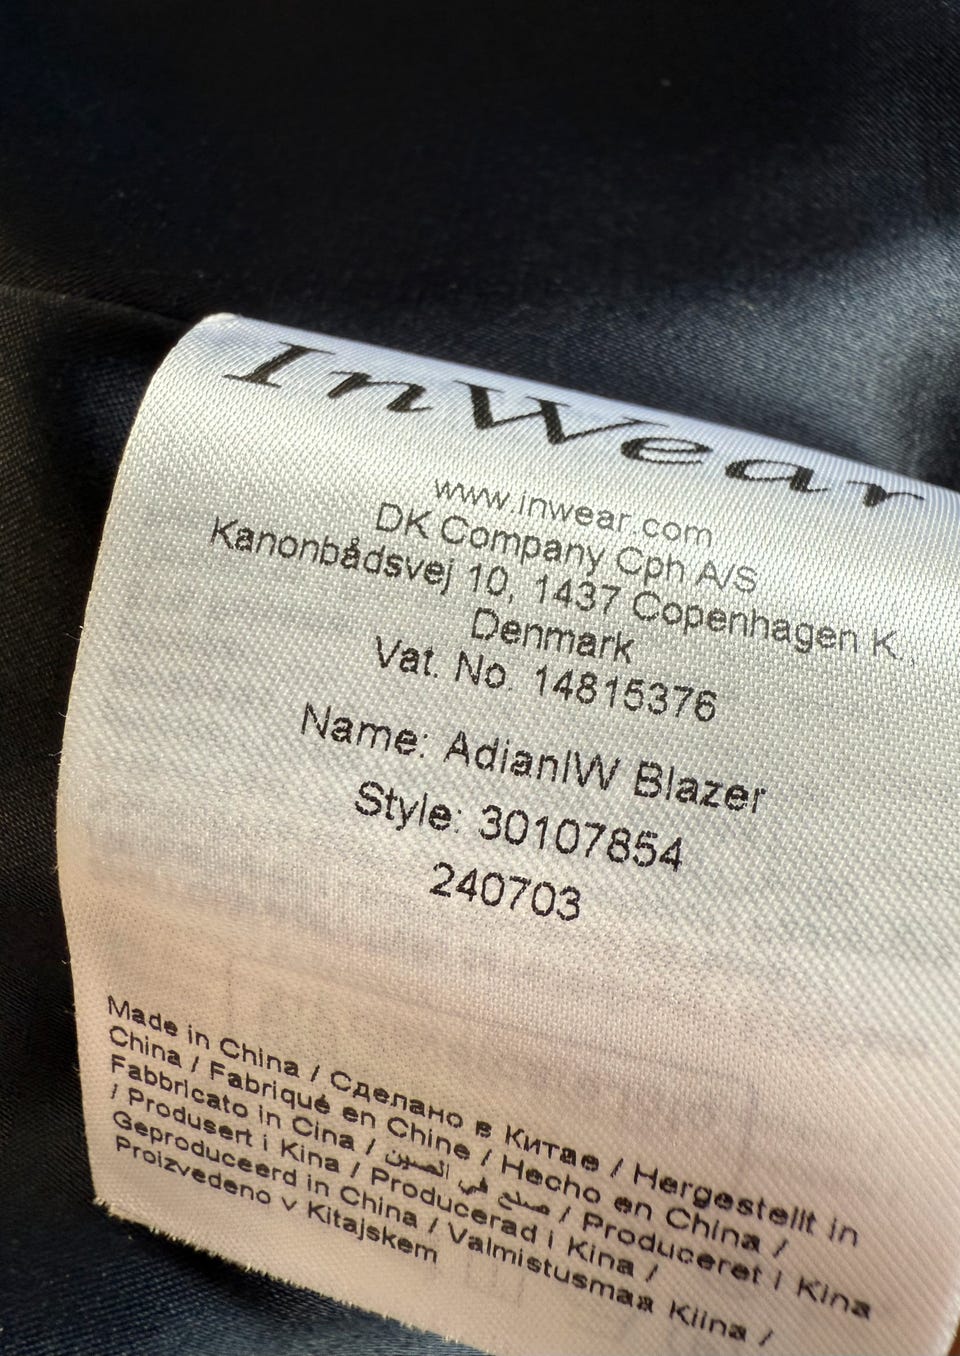 InWear
www.inwear.com
DK Company Cph A/S
Kanonbådsvej 10, 1437 Copenhagen K.
Denmark
Vat. No. 14815376
Name: AdianIW Blazer
Style: 30107854
240703
Made in China / Сделано в Китае / Hergestellt in
China / Fabriqué en Chine / Hecho en China /
Fabbricato in Cina / صنع في الصين / Produceret i Kina
/ Produsert i Kina / Producerad i Kina /
Geproduceerd in China / Valmistusmaa Kiina /
Proizvedeno v Kitajskem